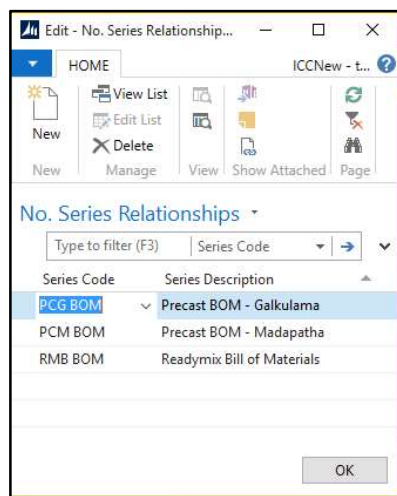 Edit - No. Series Relationship...
HOME
ICCNew - t...
New
View List
Edit List
Delete
New
Manage
View
Show Attached
Page
No. Series Relationships
Type to filter (F3)
Series Code
Series Code
Series Description
PCG BOM
Precast BOM - Galkulama
PCM BOM
Precast BOM - Madapatha
RMB BOM
Readymix Bill of Materials
OK